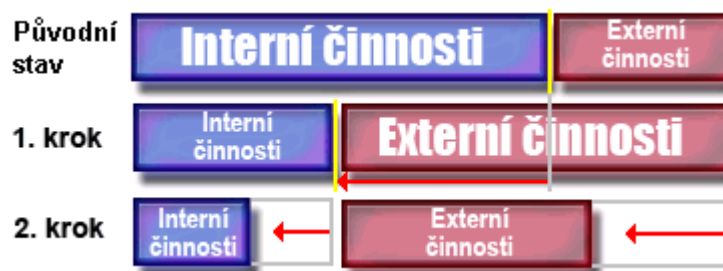 Původní stav
Interní činnosti
Externí činnosti
1. krok
Interní činnosti
Externí činnosti
2. krok
Interní činnosti
Externí činnosti